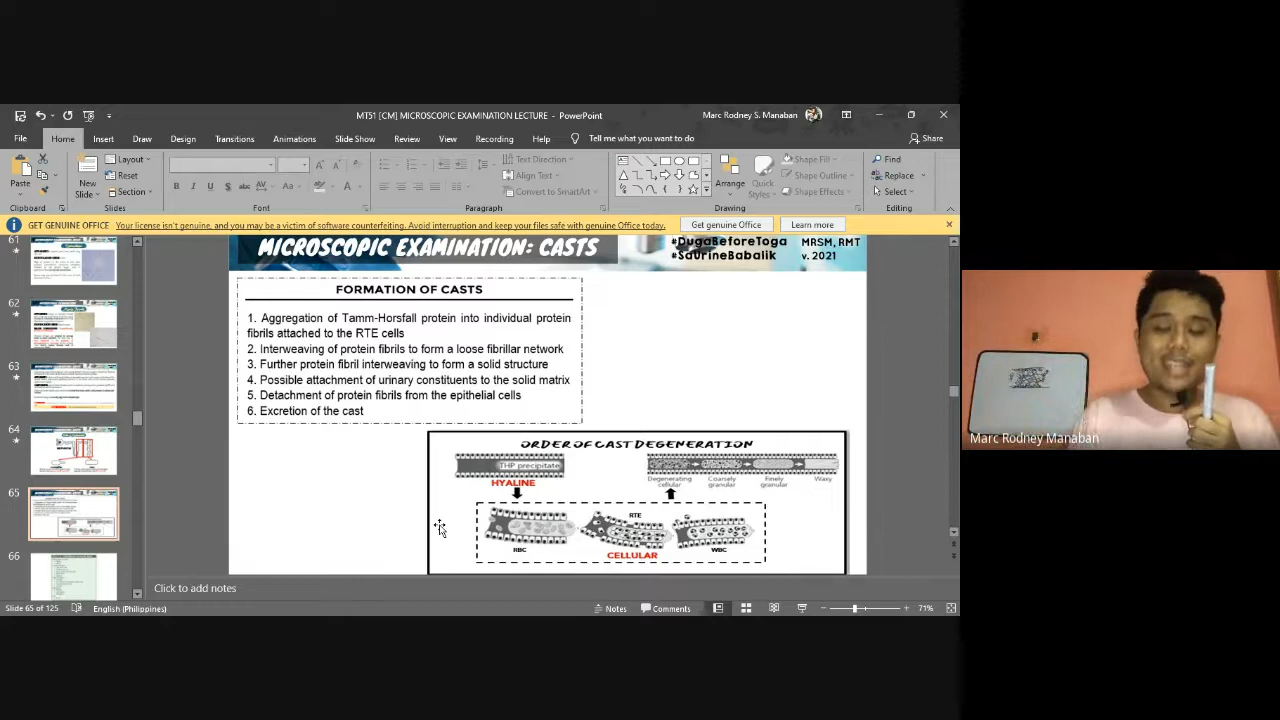 MT51 [CM] MICROSCOPIC EXAMINATION LECTURE - PowerPoint
Marc Rodney S. Manaban
File Home Insert Draw Design Transitions Animations Slide Show Review View Recording Help Tell me what you want to do Share
Paste
New
Slide
Layout
Reset
Section
Text Direction
Align Text
Convert to SmartArt
Arrange
Quick
Styles
Shape Fill
Shape Outline
Shape Effects
Find
Replace
Select
Clipboard Slides Font Paragraph Drawing Editing
GET GENUINE OFFICE Your license isn't genuine, and you may be a victim of software counterfeiting. Avoid interruption and keep your files safe with genuine Office today. Get genuine Office Learn more
61
62
63
64
65
66
MICROSCOPIC EXAMINATION: CASTS
#DugaBeforeToga
#SaUrineBabalik
MRSM, RMT
v. 2021
FORMATION OF CASTS
1. Aggregation of Tamm-Horsfall protein into individual protein
fibrils attached to the RTE cells
2. Interweaving of protein fibrils to form a loose fibrillar network
3. Further protein fibril interweaving to form a solid structure
4. Possible attachment of urinary constituents to the solid matrix
5. Detachment of protein fibrils from the epithelial cells
6. Excretion of the cast
ORDER OF CAST DEGENERATION
THP precipitate
HYALINE
Degenerating
cellular
Coarsely
granular
Finely
granular
Waxy
RTE
RBC
WBC
CELLULAR
Click to add notes
Slide 65 of 125 English (Philippines) Notes Comments 71%
Marc Rodney Manaban